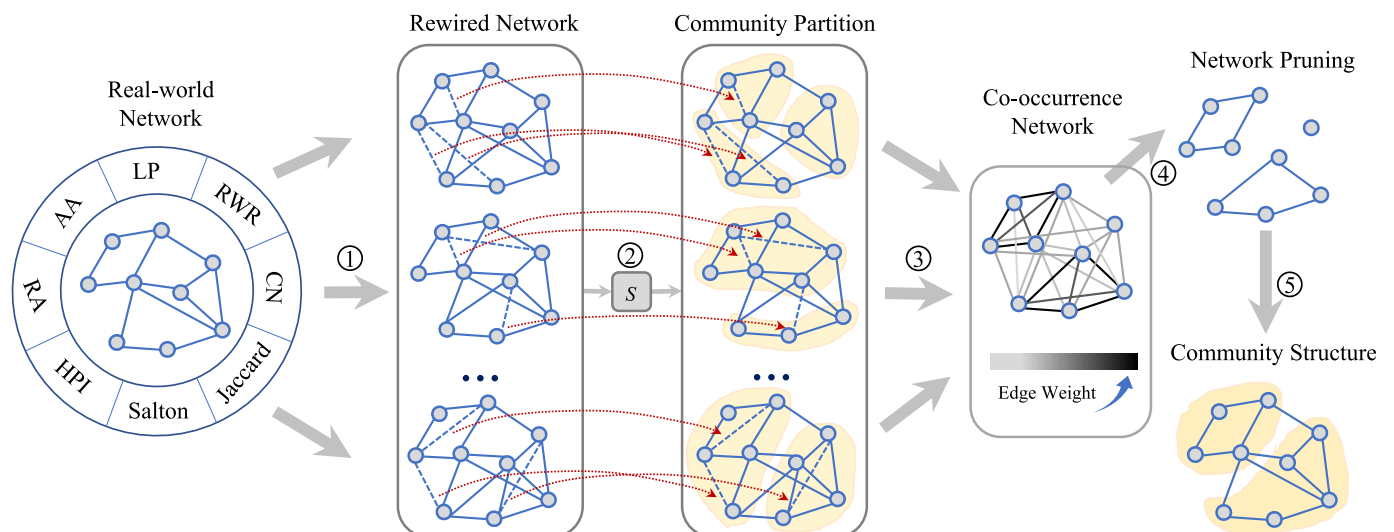 Rewired Network
Community Partition
Network Pruning
Real-world
Network
Co-occurrence
Network
LP
RWR
CN
Jaccard
Salton
HPI
RA
AA
①
②
S
③
④
⑤
•••
•••
Edge Weight
Community Structure